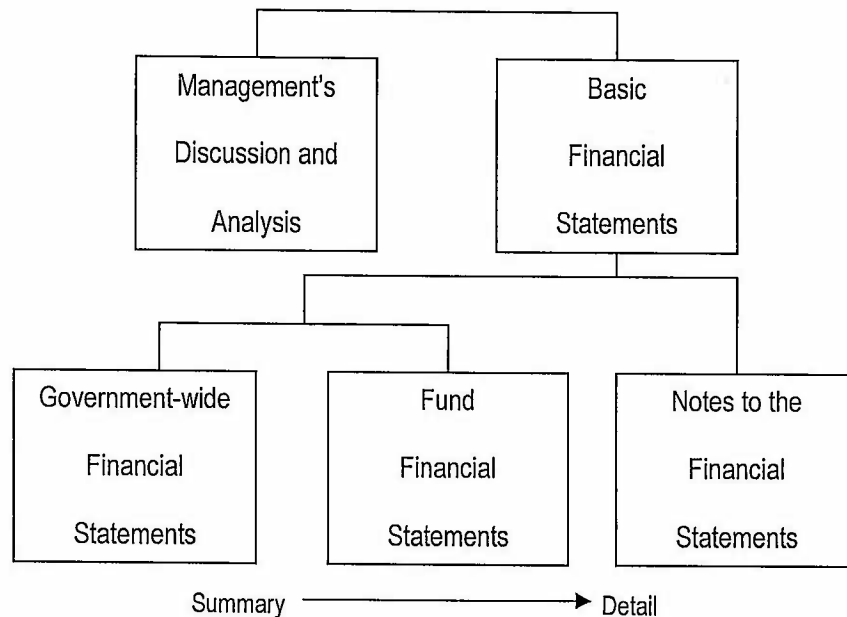 Management's
Discussion and
Analysis
Basic
Financial
Statements
Government-wide
Financial
Statements
Fund
Financial
Statements
Notes to the
Financial
Statements
Summary
Detail